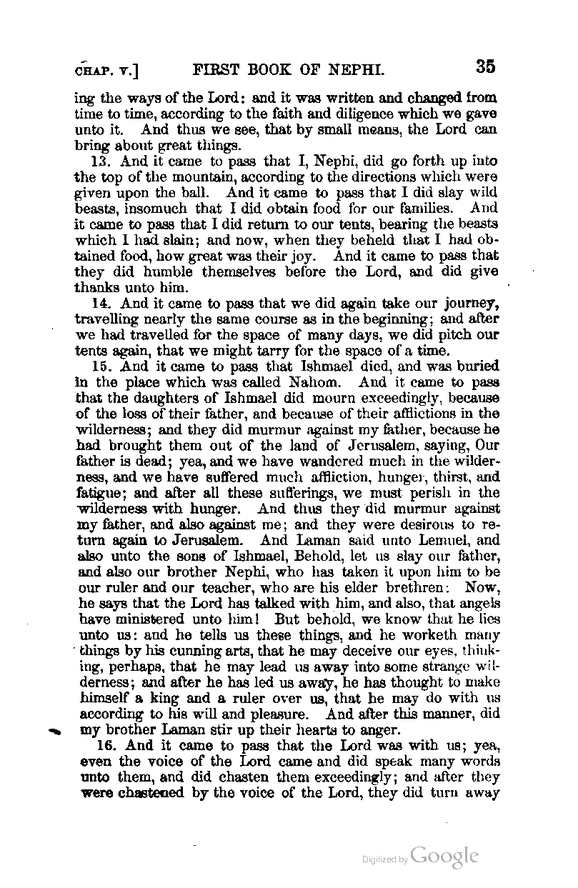 CHAP. V.] FIRST BOOK OF NEPHI. 35
ing the ways of the Lord: and it was written and changed from
time to time, according to the faith and diligence which we gave
unto it. And thus we see, that by small means, the Lord can
bring about great things.
13. And it came to pass that I, Nephi, did go forth up into
the top of the mountain, according to the directions which were
given upon the ball. And it came to pass that I did slay wild
beasts, insomuch that I did obtain food for our families. And
it came to pass that I did return to our tents, bearing the beasts
which I had slain; and now, when they beheld that I had ob-
tained food, how great was their joy. And it came to pass that
they did humble themselves before the Lord, and did give
thanks unto him.
14. And it came to pass that we did again take our journey,
travelling nearly the same course as in the beginning; and after
we had travelled for the space of many days, we did pitch our
tents again, that we might tarry for the space of a time.
15. And it came to pass that Ishmael died, and was buried
in the place which was called Nahom. And it came to pass
that the daughters of Ishmael did mourn exceedingly, because
of the loss of their father, and because of their afflictions in the
wilderness; and they did murmur against my father, because he
had brought them out of the land of Jerusalem, saying, Our
father is dead; yea, and we have wandered much in the wilder-
ness, and we have suffered much affliction, hunger, thirst, and
fatigue; and after all these sufferings, we must perish in the
wilderness with hunger. And thus they did murmur against
my father, and also against me; and they were desirous to re-
turn again to Jerusalem. And Laman said unto Lemuel, and
also unto the sons of Ishmael, Behold, let us slay our father,
and also our brother Nephi, who has taken it upon him to be
our ruler and our teacher, who are his elder brethren: Now,
he says that the Lord has talked with him, and also, that angels
have ministered unto him! But behold, we know that he lies
unto us: and he tells us these things, and he worketh many
things by his cunning arts, that he may deceive our eyes, think-
ing, perhaps, that he may lead us away into some strange wil-
derness; and after he has led us away, he has thought to make
himself a king and a ruler over us, that he may do with us
according to his will and pleasure. And after this manner, did
my brother Laman stir up their hearts to anger.
16. And it came to pass that the Lord was with us; yea,
even the voice of the Lord came and did speak many words
unto them, and did chasten them exceedingly; and after they
were chastened by the voice of the Lord, they did turn away
Digitized by Google